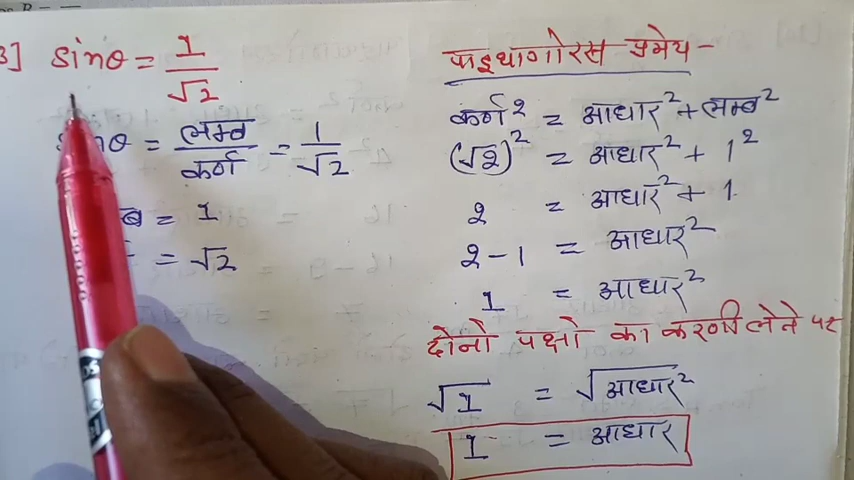 3] sinθ = 1/√2
sinθ = लम्ब/कर्ण = 1/√2
= 1
= √2
पाइथागोरस प्रमेय -
कर्ण² = आधार² + लम्ब²
(√2)² = आधार² + 1²
2 = आधार² + 1
2 - 1 = आधार²
1 = आधार²
दोनो पक्षो का करणी लेने पर
√1 = √आधार²
1 = आधार